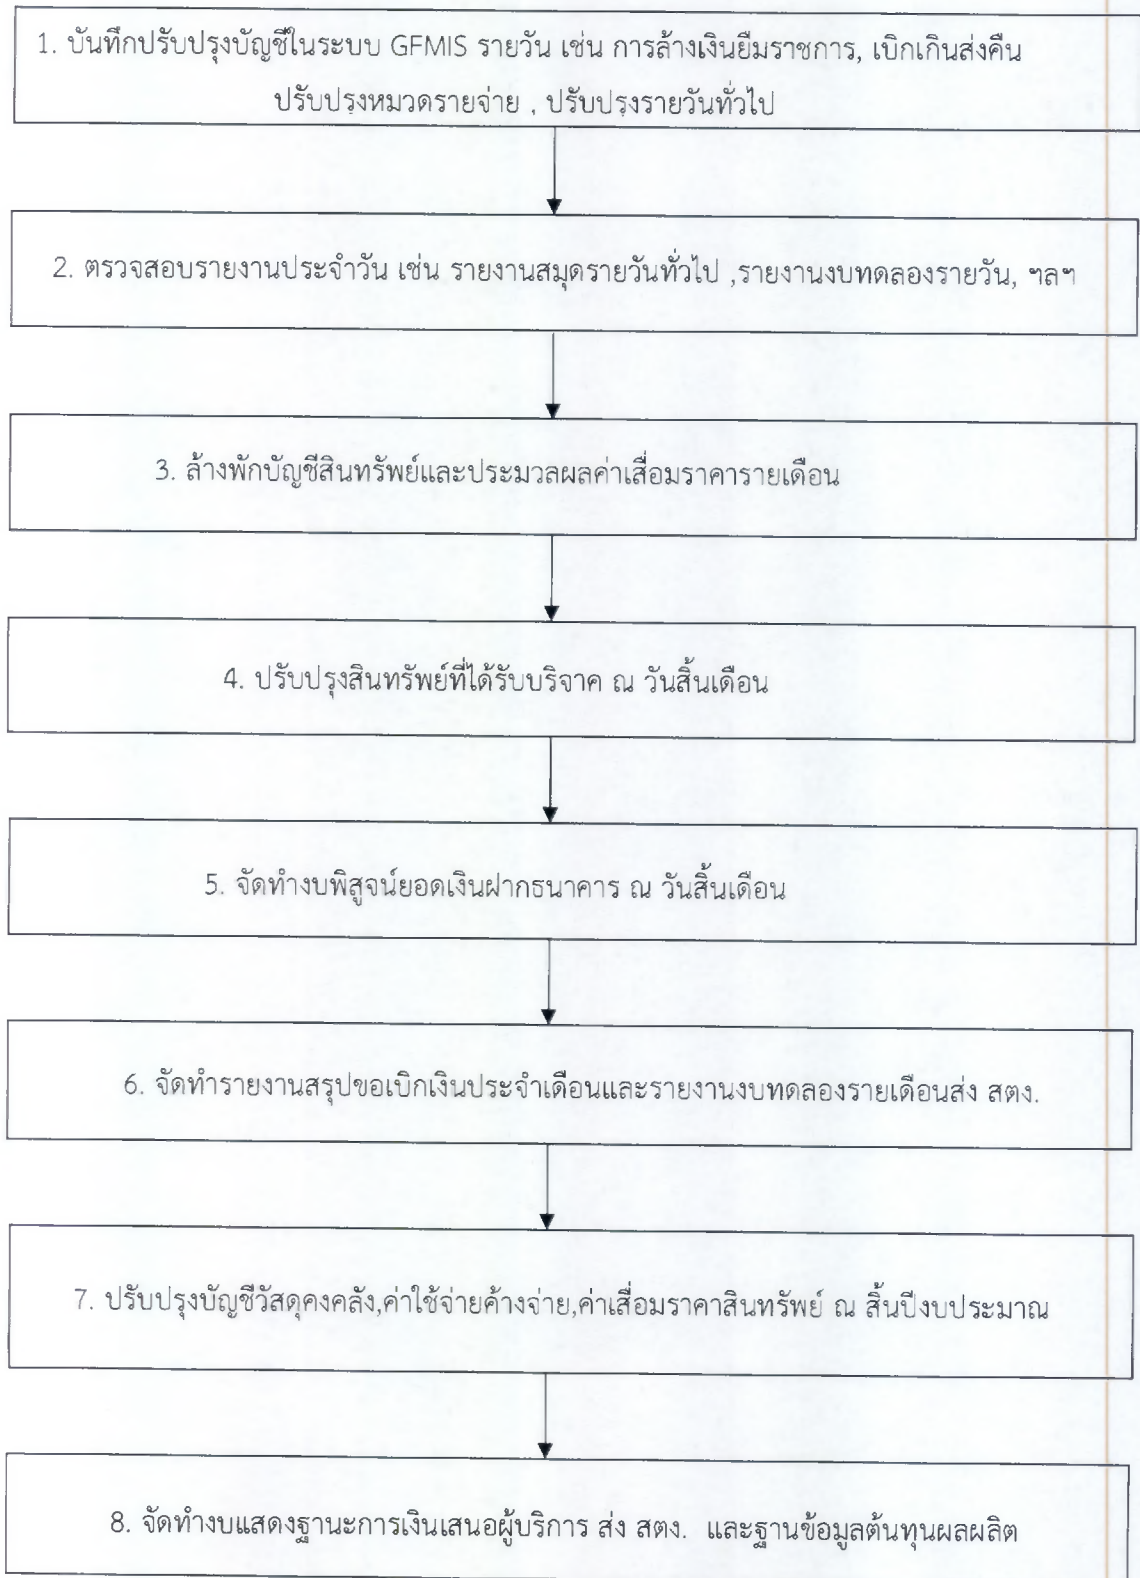 1. บันทึกปรับปรุงบัญชีในระบบ GFMIS รายวัน เช่น การล้างเงินยืมราชการ, เบิกเกินส่งคืน
ปรับปรุงหมวดรายจ่าย , ปรับปรุงรายวันทั่วไป
2. ตรวจสอบรายงานประจำวัน เช่น รายงานสมุดรายวันทั่วไป ,รายงานงบทดลองรายวัน, ฯลฯ
3. ล้างพักบัญชีสินทรัพย์และประมวลผลค่าเสื่อมราคารายเดือน
4. ปรับปรุงสินทรัพย์ที่ได้รับบริจาค ณ วันสิ้นเดือน
5. จัดทำงบพิสูจน์ยอดเงินฝากธนาคาร ณ วันสิ้นเดือน
6. จัดทำรายงานสรุปขอเบิกเงินประจำเดือนและรายงานงบทดลองรายเดือนส่ง สตง.
7. ปรับปรุงบัญชีวัสดุคงคลัง,ค่าใช้จ่ายค้างจ่าย,ค่าเสื่อมราคาสินทรัพย์ ณ สิ้นปีงบประมาณ
8. จัดทำงบแสดงฐานะการเงินเสนอผู้บริการ ส่ง สตง. และฐานข้อมูลต้นทุนผลผลิต